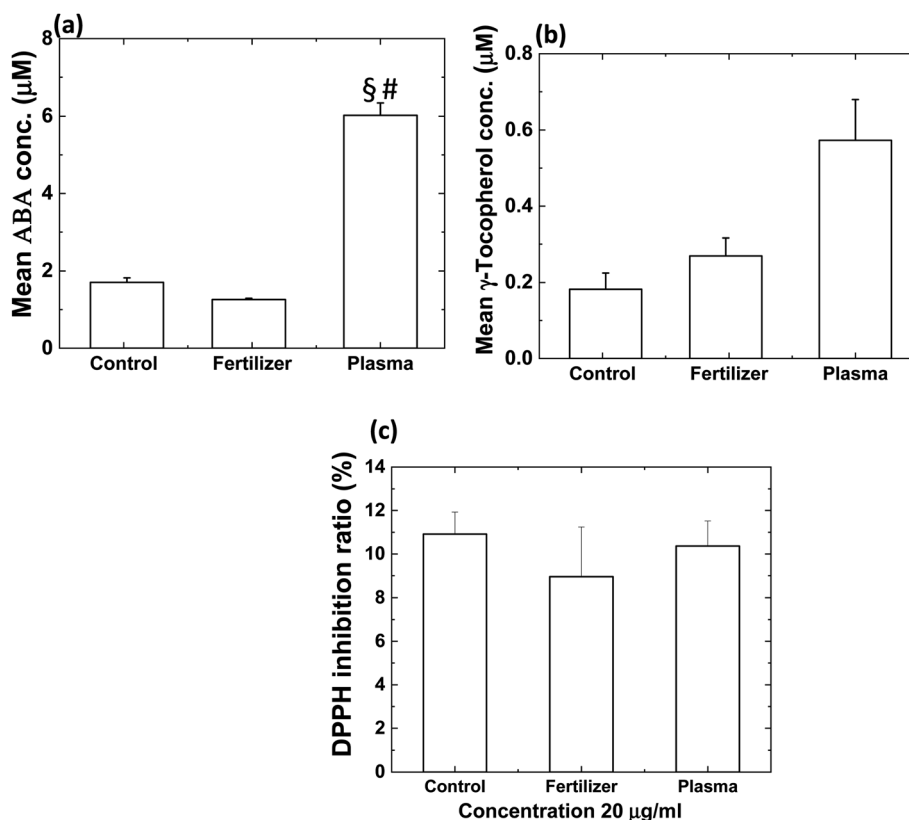 (a)
Mean ABA conc. (μM)
8
6
4
2
0
§ #
Control Fertilizer Plasma
(b)
Mean γ-Tocopherol conc. (μM)
0.8
0.6
0.4
0.2
0.0
Control Fertilizer Plasma
(c)
DPPH inhibition ratio (%)
14
12
10
8
6
4
2
0
Control Fertilizer Plasma
Concentration 20 μg/ml